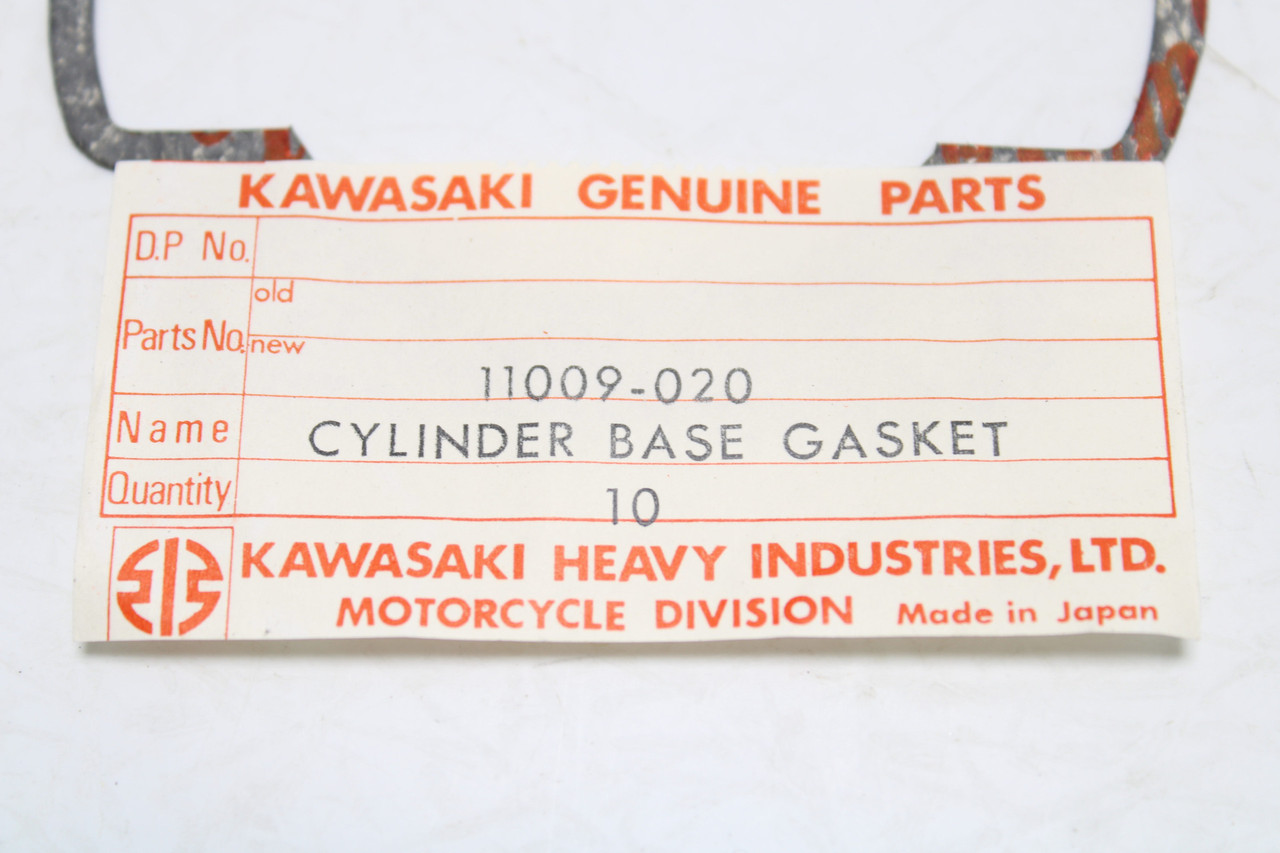 KAWASAKI GENUINE PARTS
D.P No.
old
Parts No. new
11009-020
Name CYLINDER BASE GASKET
Quantity 10
KAWASAKI HEAVY INDUSTRIES, LTD.
MOTORCYCLE DIVISION Made in Japan